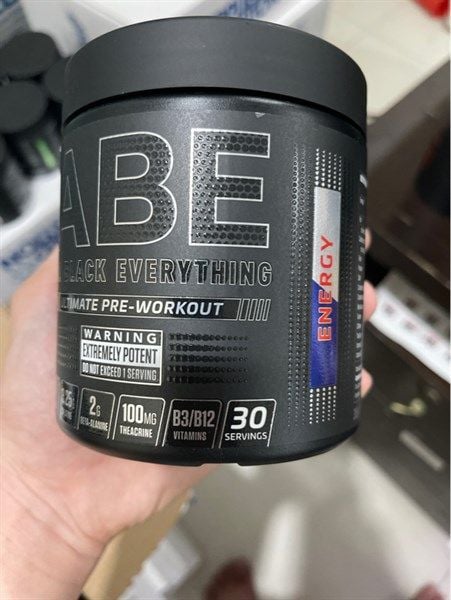 ABE
BLACK EVERYTHING
ULTIMATE PRE-WORKOUT
WARNING
EXTREMELY POTENT
DO NOT EXCEED 1 SERVING
2G
BETA-ALANINE
100MG
THEACRINE
B3/B12
VITAMINS
30
SERVINGS
ENERGY